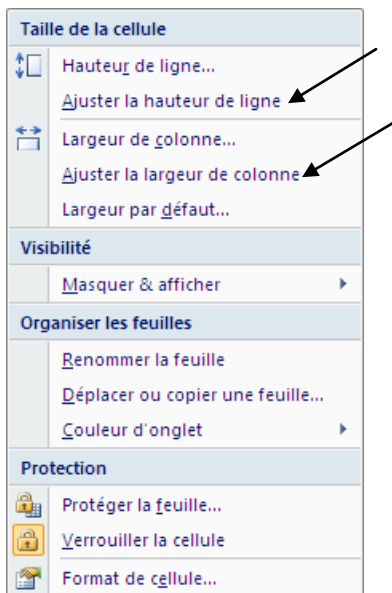 Taille de la cellule
Hauteur de ligne...
Ajuster la hauteur de ligne
Largeur de colonne...
Ajuster la largeur de colonne
Largeur par défaut...
Visibilité
Masquer & afficher
Organiser les feuilles
Renommer la feuille
Déplacer ou copier une feuille...
Couleur d'onglet
Protection
Protéger la feuille...
Verrouiller la cellule
Format de cellule...